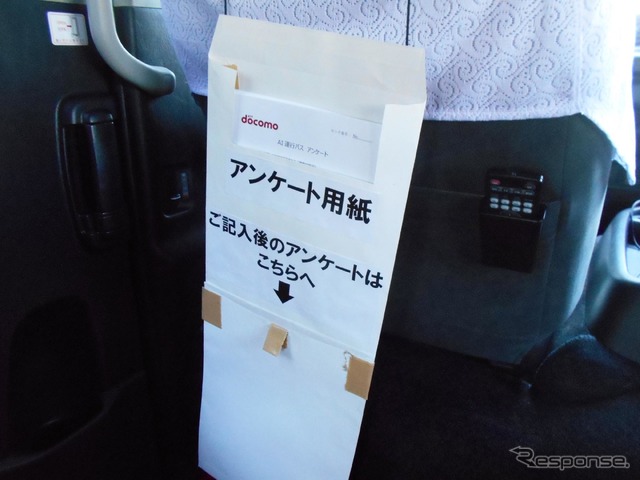 döcomo
AI運行バス アンケート
アンケート用紙
ご記入後のアンケートは
こちらへ
Response.